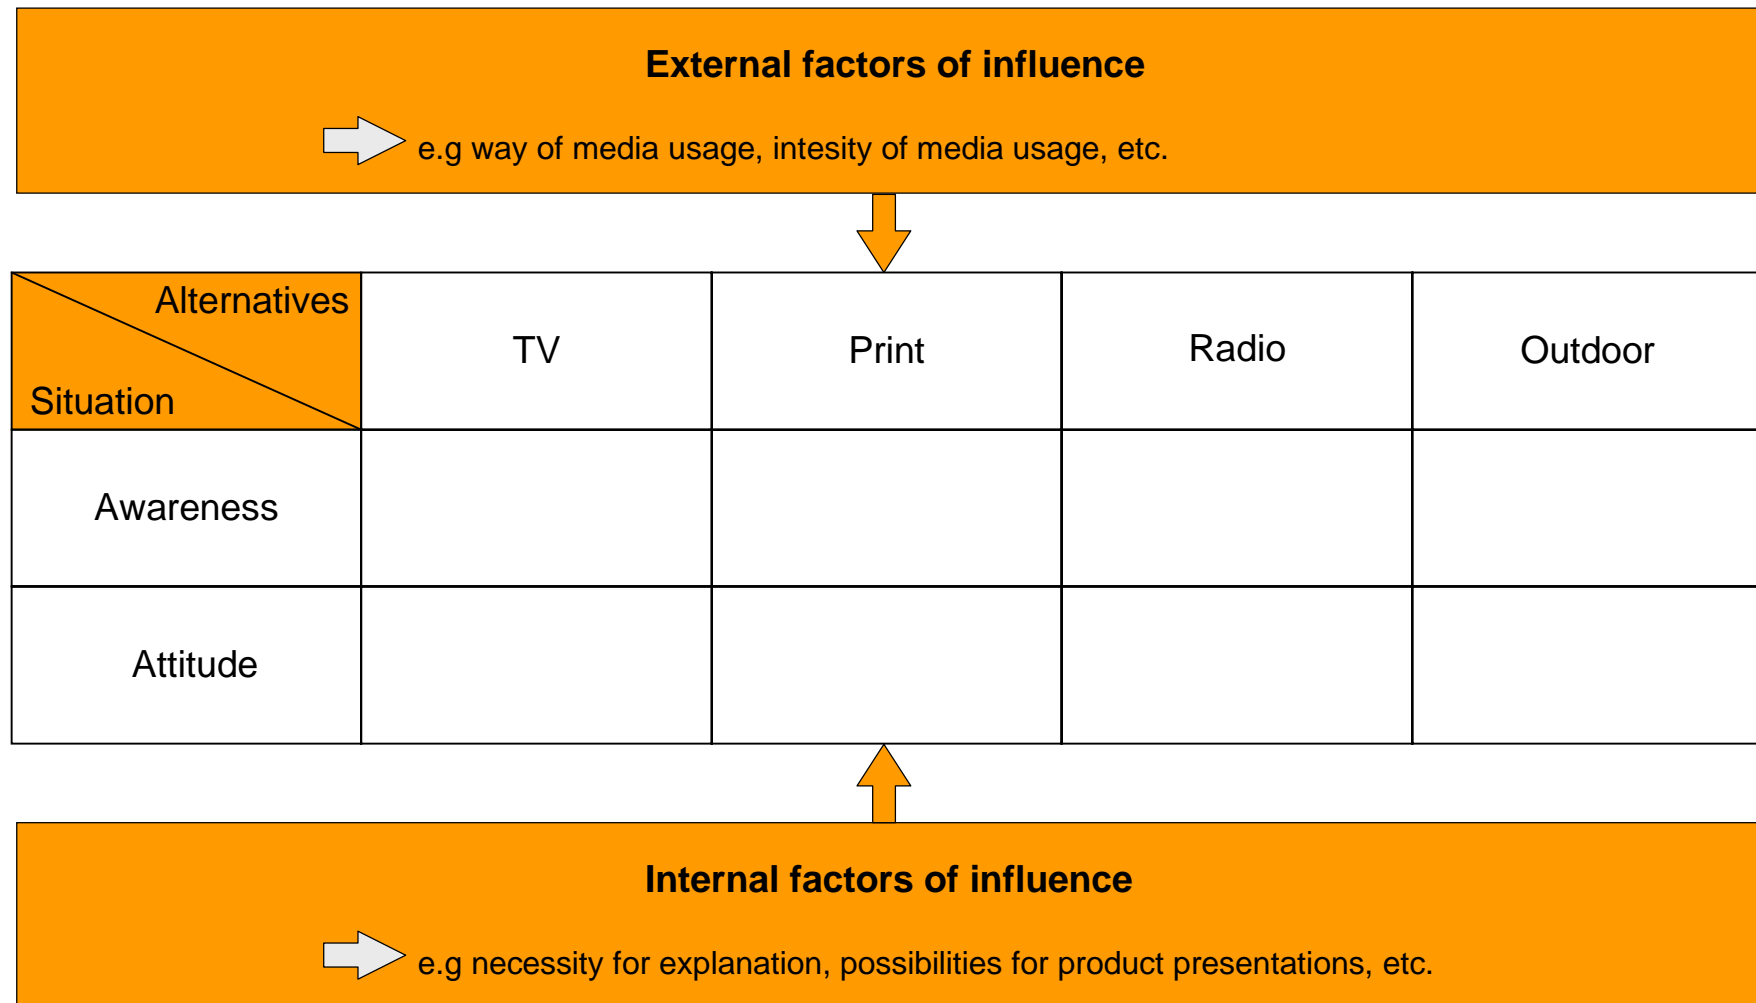 External factors of influence
e.g way of media usage, intesity of media usage, etc.
Alternatives
Situation
TV
Print
Radio
Outdoor
Awareness
Attitude
Internal factors of influence
e.g necessity for explanation, possibilities for product presentations, etc.